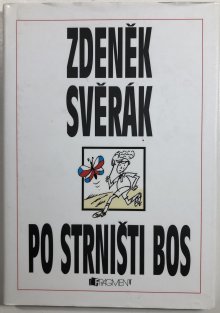 ZDENĚK
SVĚRÁK
PO STRNIŠTI BOS
FRAGMENT